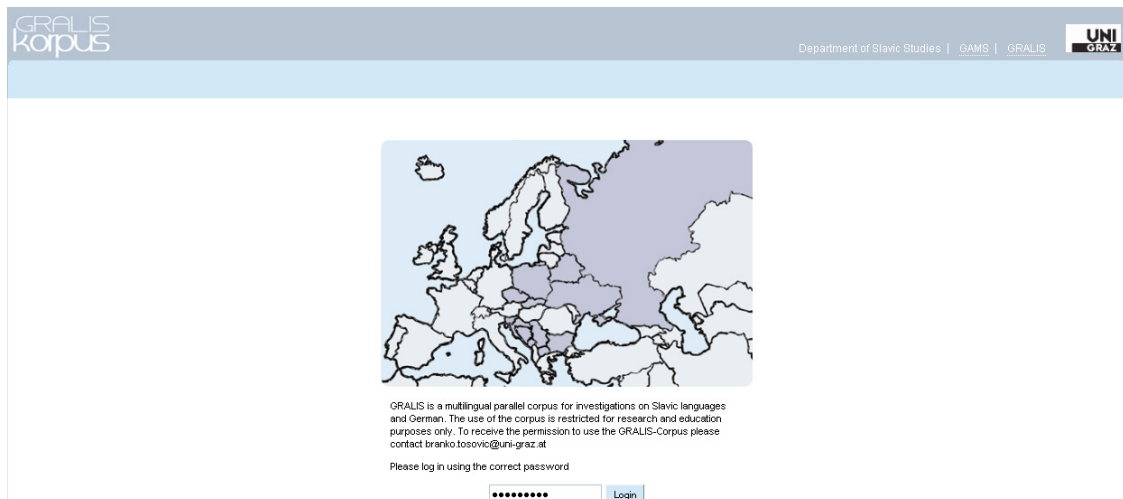 GRALIS
korpus
Department of Slavic Studies | GAMS | GRALIS
UNI
GRAZ
GRALIS is a multilingual parallel corpus for investigations on Slavic languages
and German. The use of the corpus is restricted for research and education
purposes only. To receive the permission to use the GRALIS-Corpus please
contact branko.tosovic@uni-graz.at
Please log in using the correct password
••••••••• Login